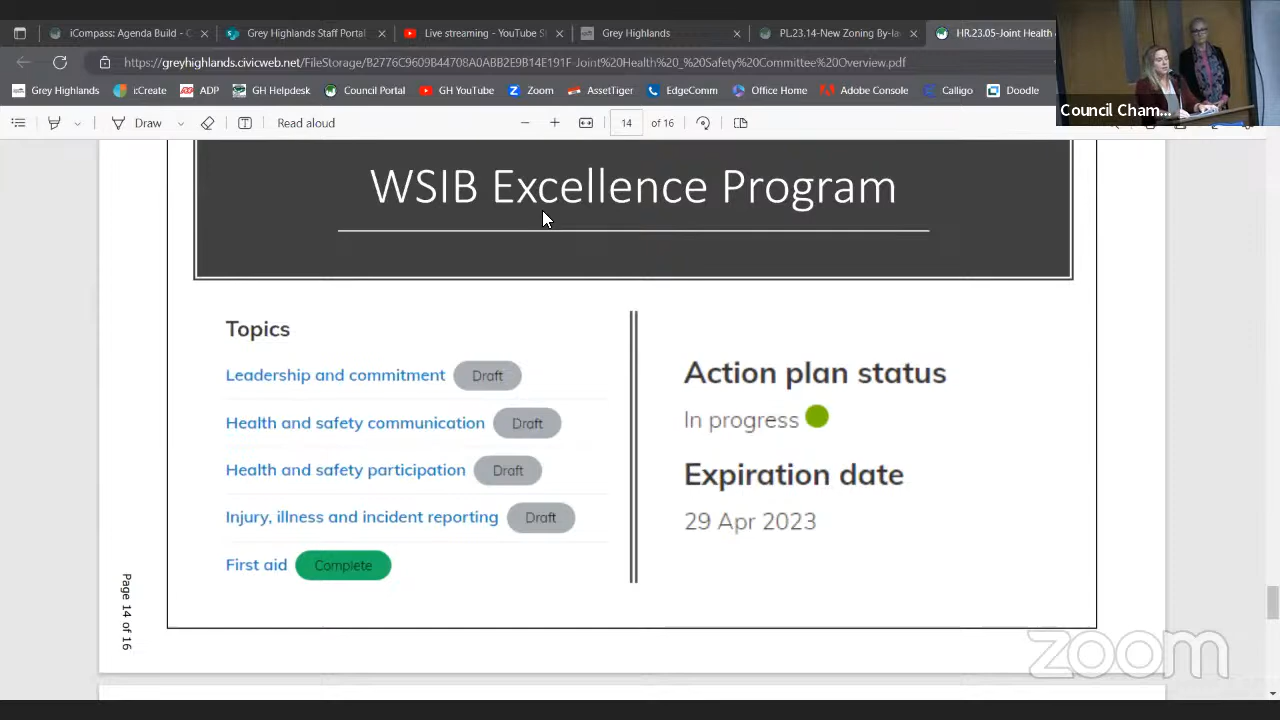 iCompass: Agenda Build - C
Grey Highlands Staff Portal
Live streaming - YouTube S
Grey Highlands
PL.23.14-New Zoning By-la
HR.23.05-Joint Health
https://greyhighlands.civicweb.net/FileStorage/B2776C9609B44708A0ABB2E9B14E191F-Joint%20Health%20_%20Safety%20Committee%20Overview.pdf
Grey Highlands
iCreate
ADP
GH Helpdesk
Council Portal
GH YouTube
Zoom
AssetTiger
EdgeComm
Office Home
Adobe Console
Calligo
Doodle
Council Cham...
Draw
Read aloud
14
of 16
WSIB Excellence Program
Topics
Leadership and commitment Draft
Health and safety communication Draft
Health and safety participation Draft
Injury, illness and incident reporting Draft
First aid Complete
Action plan status
In progress
Expiration date
29 Apr 2023
Page 14 of 16
zoom